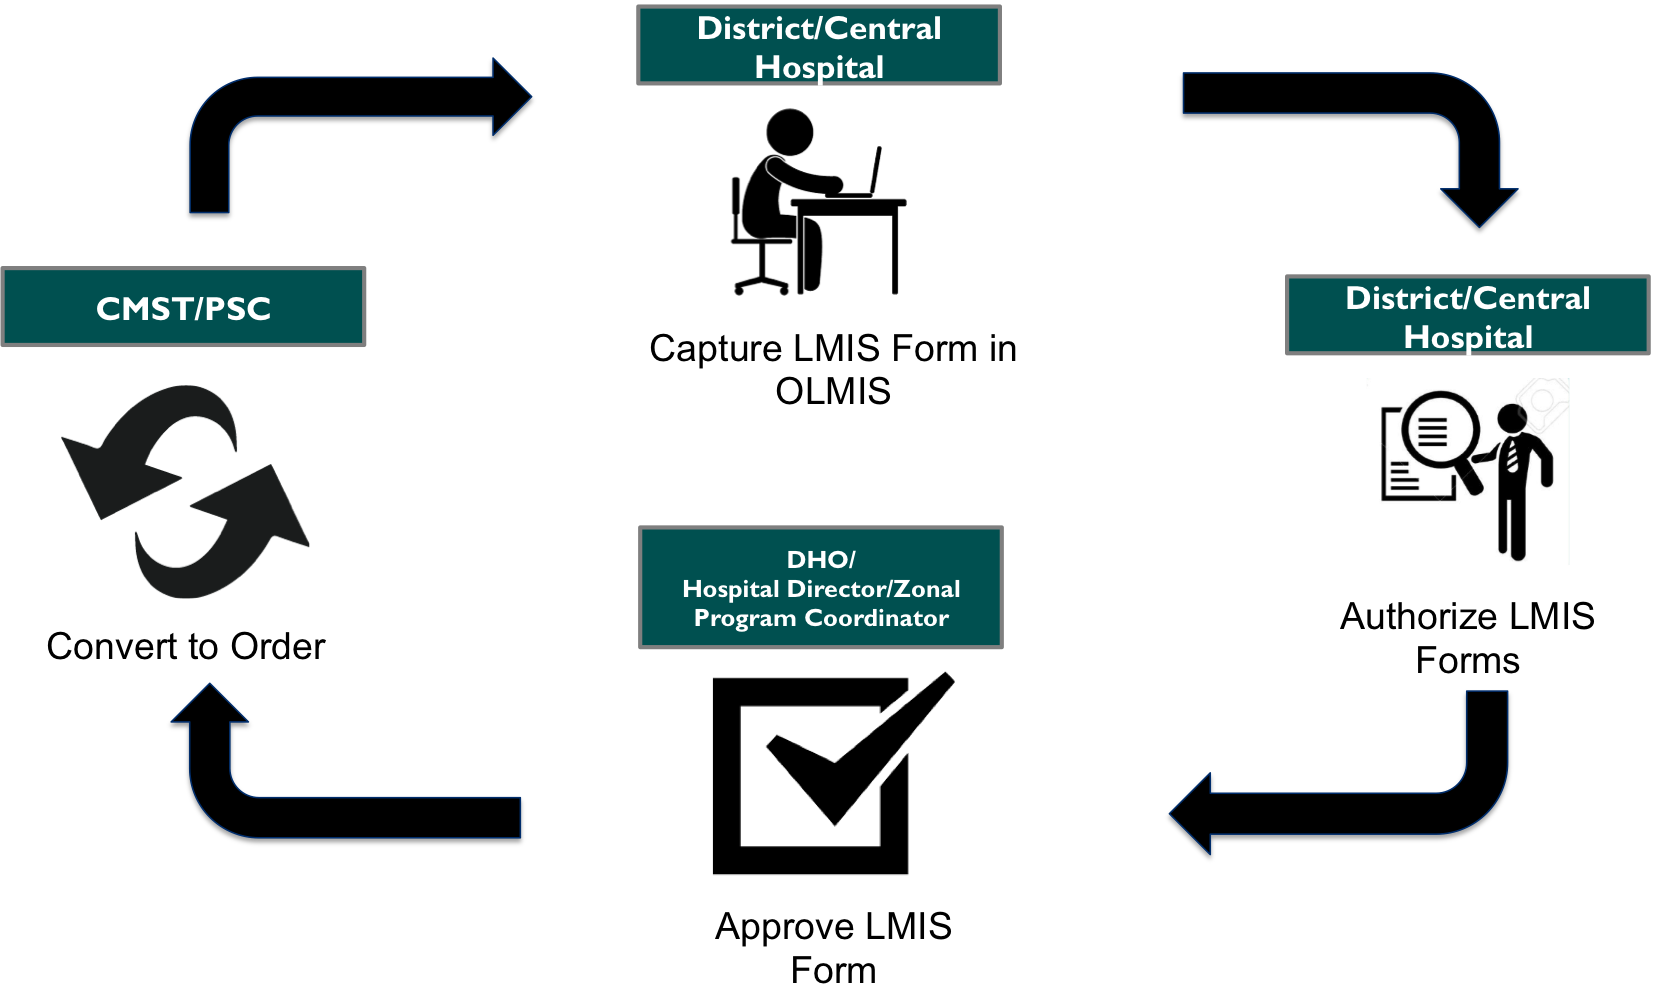 District/Central
Hospital
Capture LMIS Form in
OLMIS
District/Central
Hospital
Authorize LMIS
Forms
DHO/
Hospital Director/Zonal
Program Coordinator
Approve LMIS
Form
CMST/PSC
Convert to Order